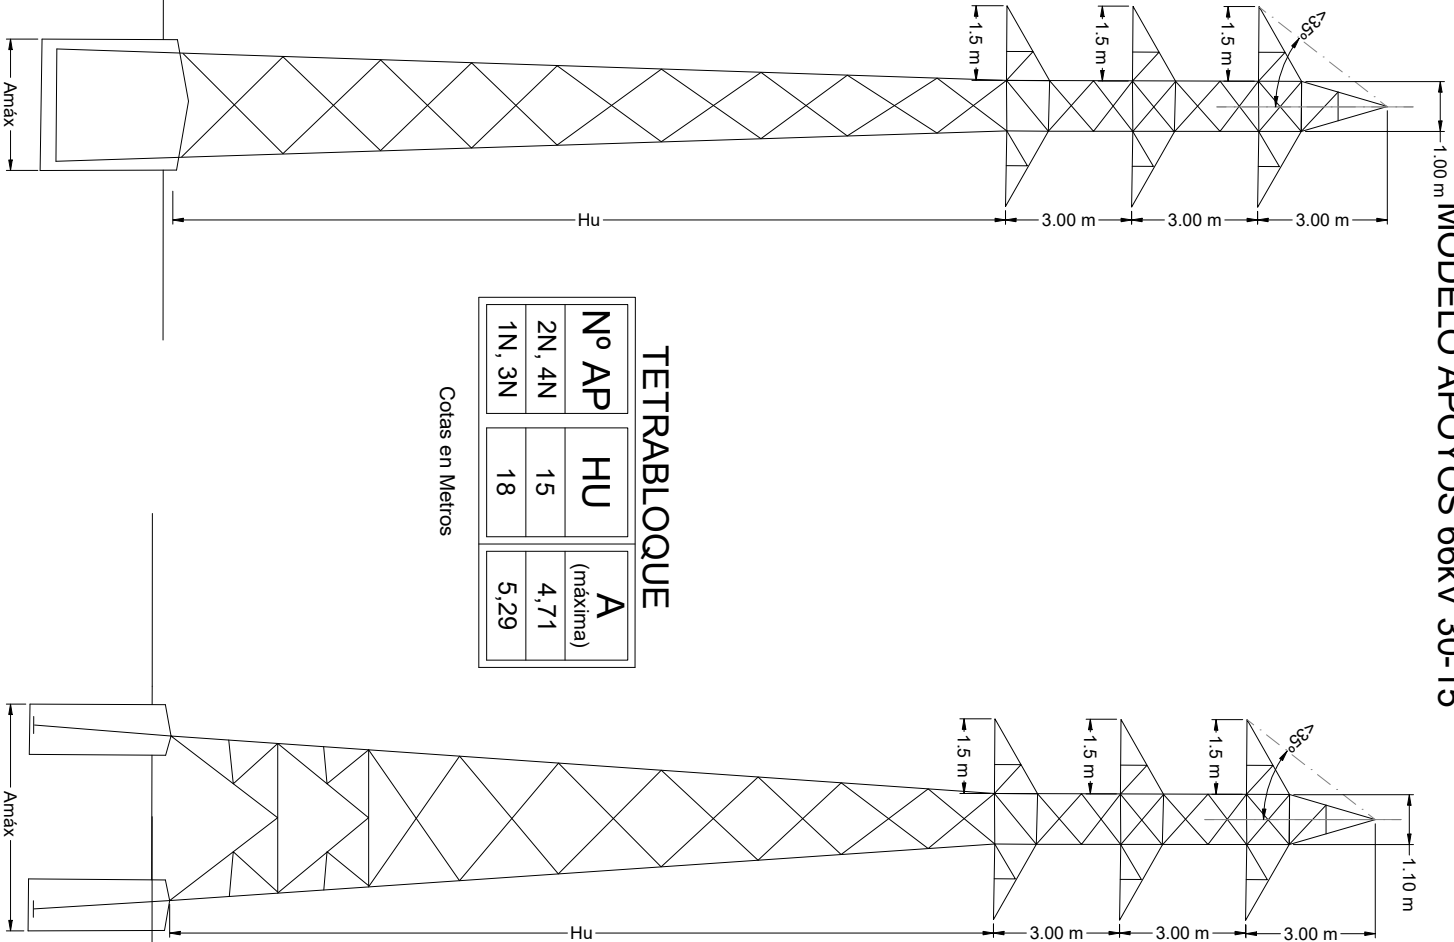 MODELO APOYOS 66kV 30-15
1.00 m
<35º
1.5 m
1.5 m
1.5 m
3.00 m
3.00 m
3.00 m
Hu
Amáx
TETRABLOQUE
Nº AP HU A
(máxima)
2N, 4N 15 4,71
1N, 3N 18 5,29
Cotas en Metros
1.10 m
<35º
1.5 m
1.5 m
1.5 m
3.00 m
3.00 m
3.00 m
Hu
Amáx